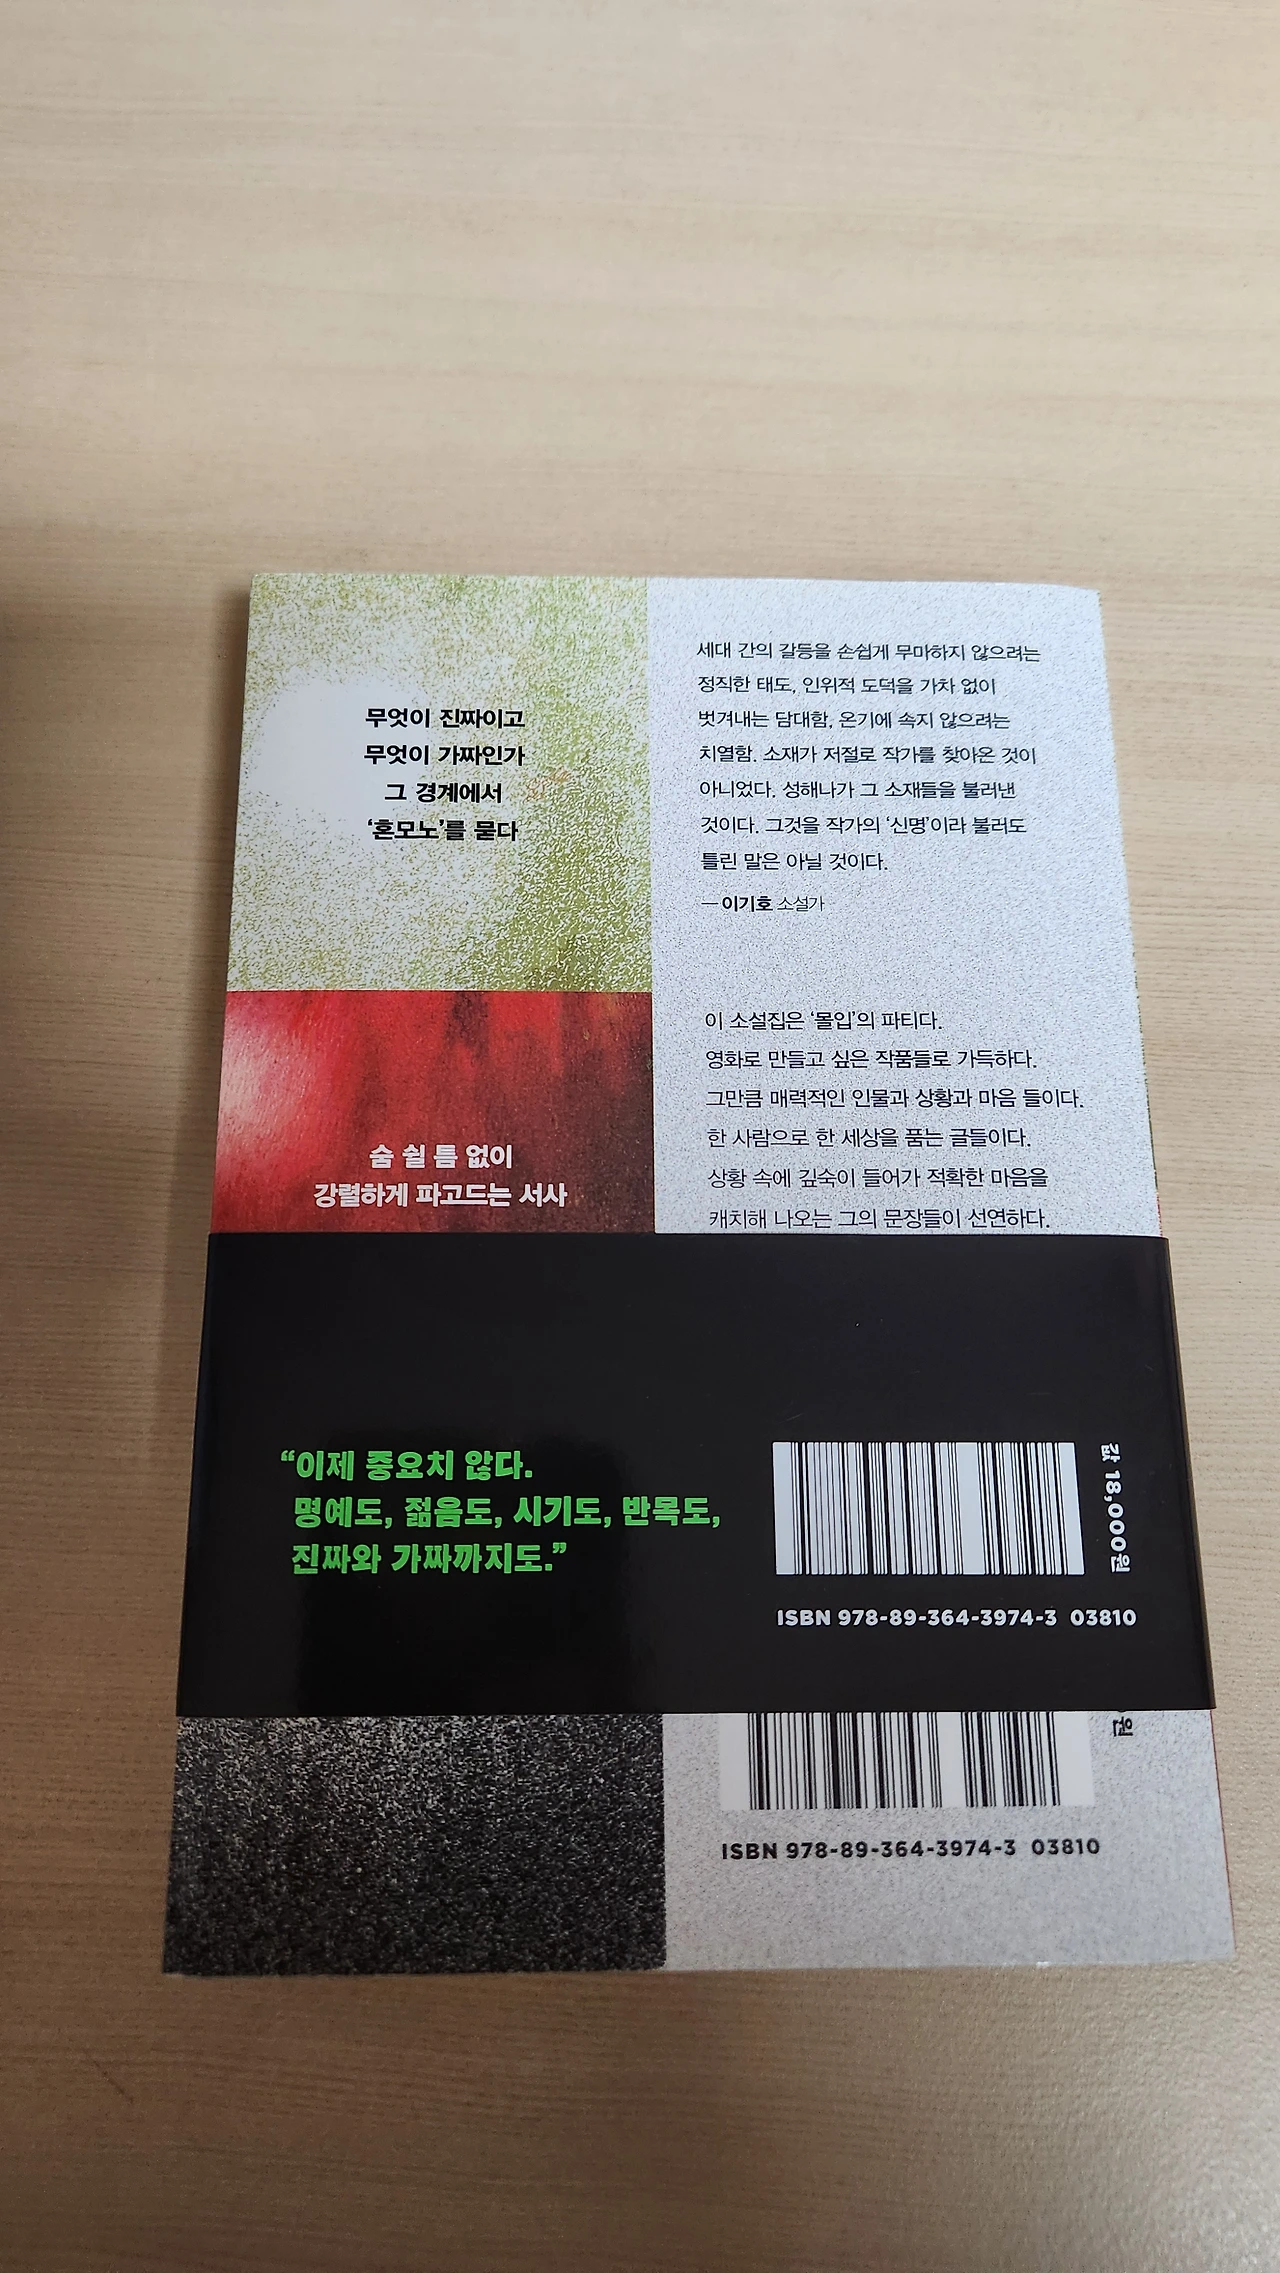 무엇이 진짜이고
무엇이 가짜인가
그 경계에서
‘혼모노’를 묻다
숨 쉴 틈 없이
강렬하게 파고드는 서사
세대 간의 갈등을 손쉽게 무마하지 않으려는
정직한 태도, 인위적 도덕을 가차 없이
벗겨내는 담대함, 온기에 속지 않으려는
치열함. 소재가 저절로 작가를 찾아온 것이
아니었다. 성해나가 그 소재들을 불러낸
것이다. 그것을 작가의 ‘신명’이라 불러도
틀린 말은 아닐 것이다.
— 이기호 소설가
이 소설집은 ‘몰입’의 파티다.
영화로 만들고 싶은 작품들로 가득하다.
그만큼 매력적인 인물과 상황과 마음 들이다.
한 사람으로 한 세상을 품는 글들이다.
상황 속에 깊숙이 들어가 적확한 마음을
캐치해 나오는 그의 문장들이 선연하다.
“이제 중요치 않다.
명예도, 젊음도, 시기도, 반목도,
진짜와 가짜까지도.”
값 18,000원
ISBN 978-89-364-3974-3 03810
원
ISBN 978-89-364-3974-3 03810